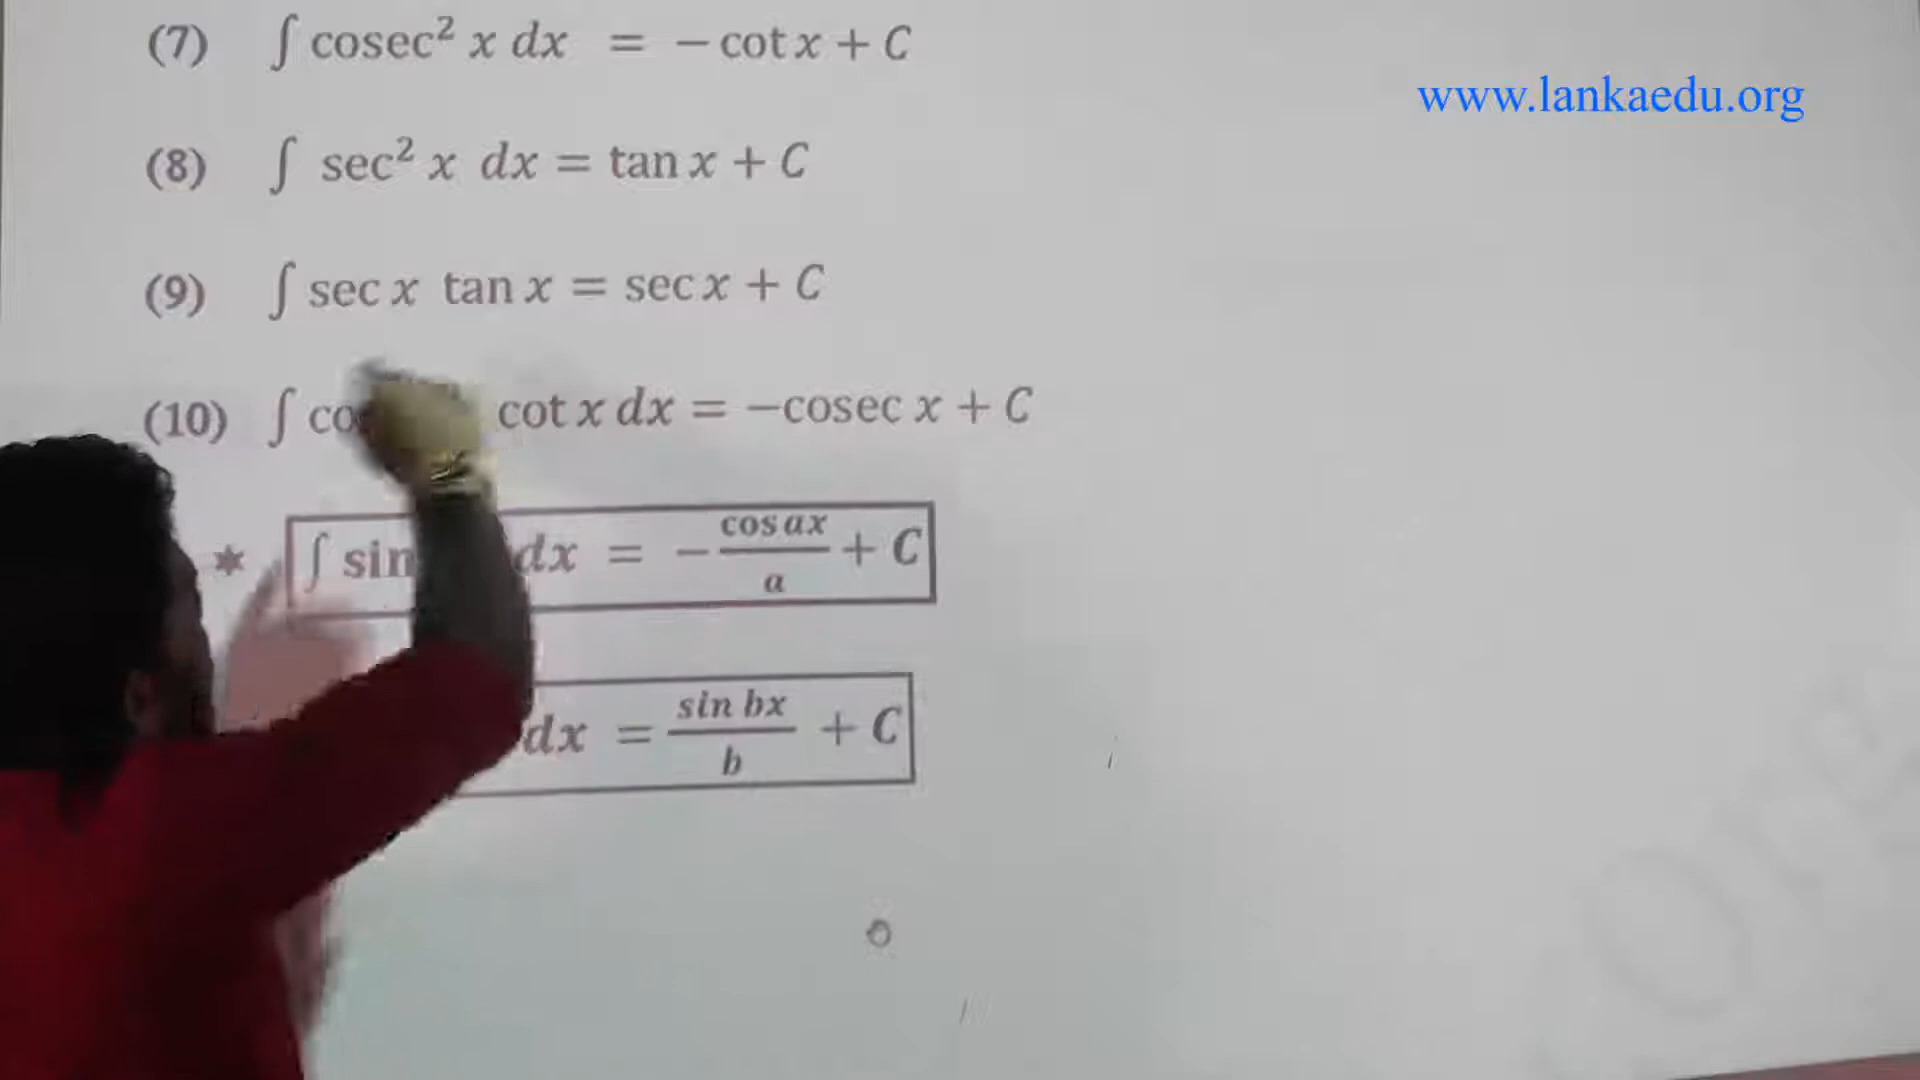 (7) ∫ cosec² x dx = − cot x + C
www.lankaedu.org
(8) ∫ sec² x dx = tan x + C
(9) ∫ sec x tan x = sec x + C
(10) ∫ cot x dx = −cosec x + C
* ∫ sin dx = − cos ax / a + C
dx = sin bx / b + C